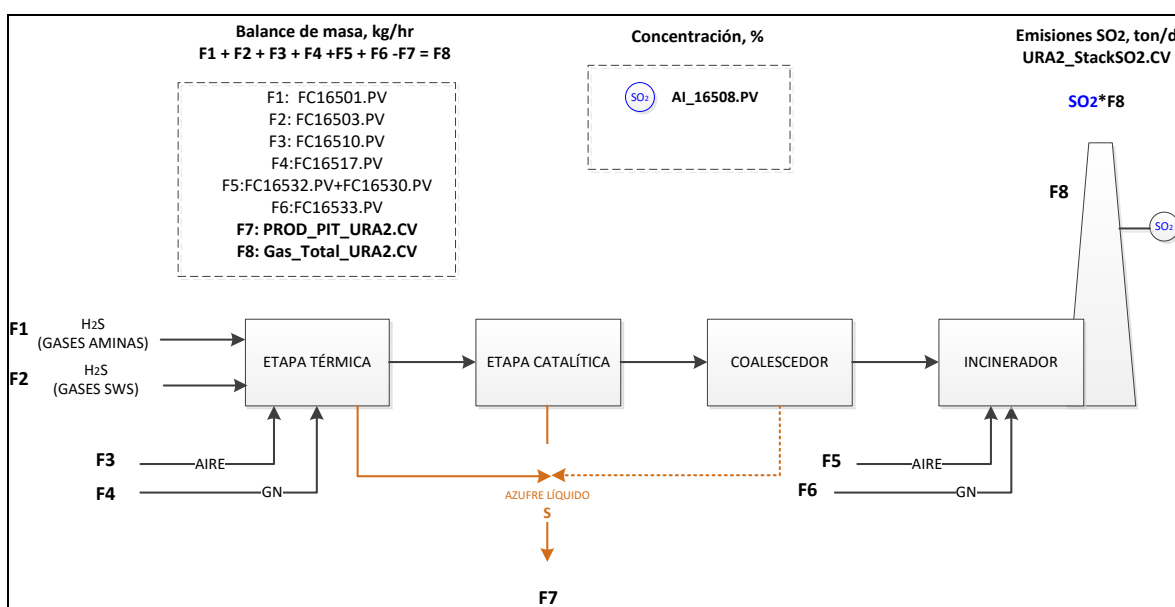 Balance de masa, kg/hr
F1 + F2 + F3 + F4 +F5 + F6 -F7 = F8
F1: FC16501.PV
F2: FC16503.PV
F3: FC16510.PV
F4:FC16517.PV
F5:FC16532.PV+FC16530.PV
F6:FC16533.PV
F7: PROD_PIT_URA2.CV
F8: Gas_Total_URA2.CV
Concentración, %
SO2 AI_16508.PV
Emisiones SO2, ton/d
URA2_StackSO2.CV
SO2*F8
F8
SO2
F1
H2S
(GASES AMINAS)
F2
H2S
(GASES SWS)
ETAPA TÉRMICA
ETAPA CATALÍTICA
COALESCEDOR
INCINERADOR
F3
AIRE
F4
GN
F5
AIRE
F6
GN
AZUFRE LÍQUIDO
S
F7